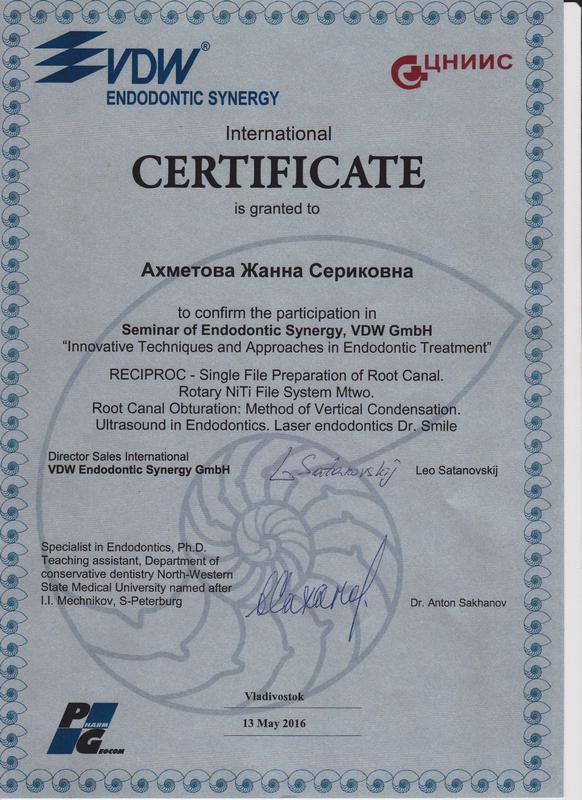 VDW®
ENDODONTIC SYNERGY
ЦНИИС
International
CERTIFICATE
is granted to
Ахметова Жанна Сериковна
to confirm the participation in
Seminar of Endodontic Synergy, VDW GmbH
“Innovative Techniques and Approaches in Endodontic Treatment”
RECIPROC - Single File Preparation of Root Canal.
Rotary NiTi File System Mtwo.
Root Canal Obturation: Method of Vertical Condensation.
Ultrasound in Endodontics. Laser endodontics Dr. Smile
Director Sales International
VDW Endodontic Synergy GmbH
L Satanovskij
Leo Satanovskij
Specialist in Endodontics, Ph.D.
Teaching assistant, Department of
conservative dentistry North-Western
State Medical University named after
I.I. Mechnikov, S-Peterburg
Dr. Anton Sakhanov
Vladivostok
13 May 2016
PHARM
GEOCOM